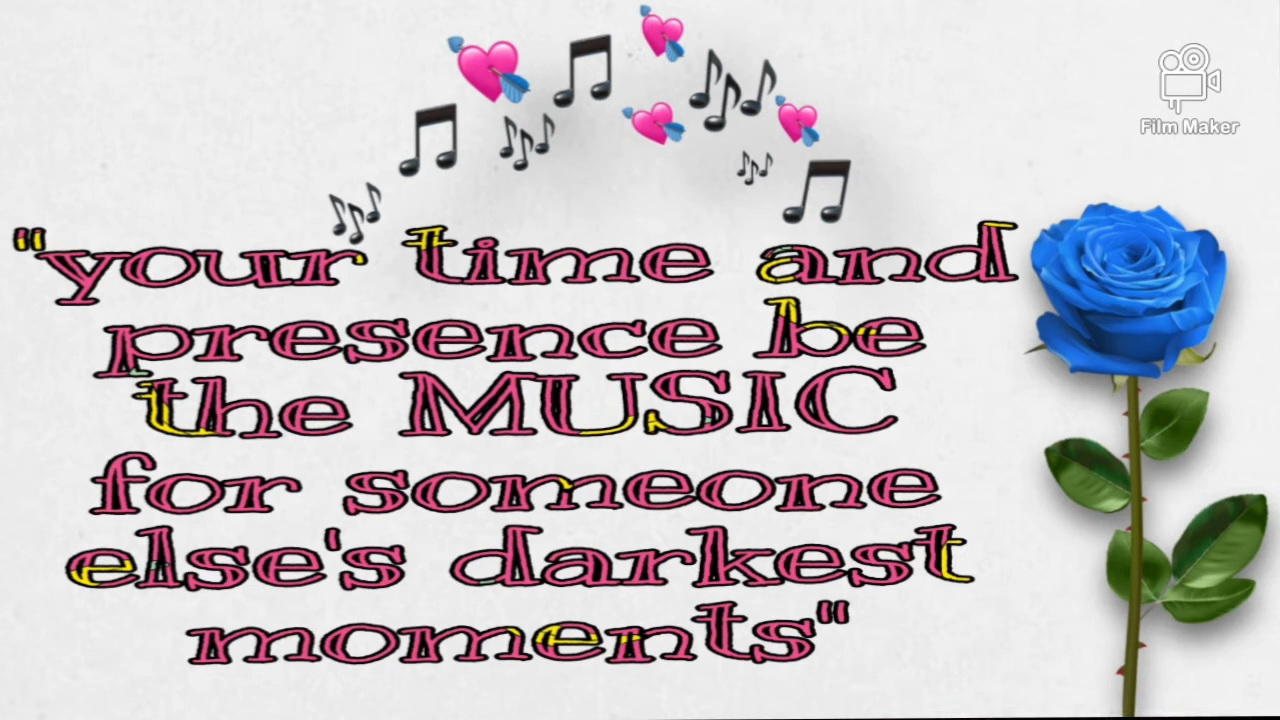 Film Maker
"your time and
presence be
the MUSIC
for someone
else's darkest
moments"